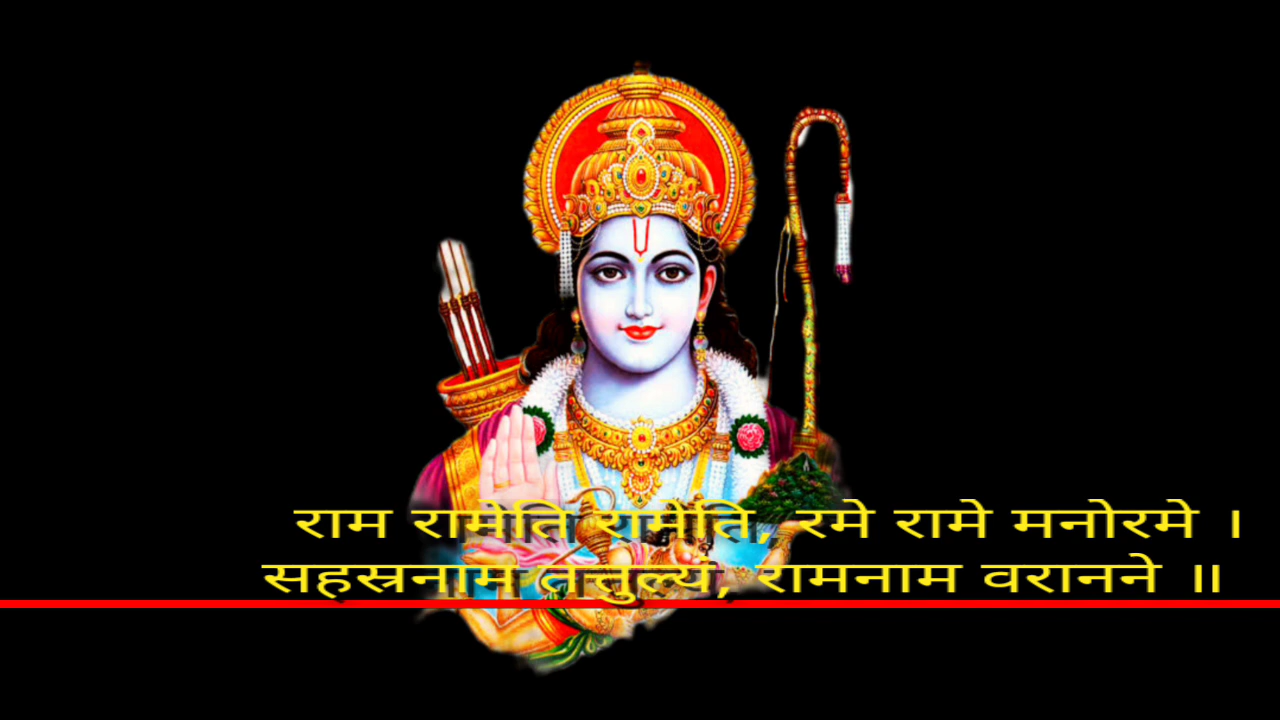 राम रामेति रामेति, रमे रामे मनोरमे ।
सहस्रनाम तत्तुल्यं, रामनाम वरानने ॥